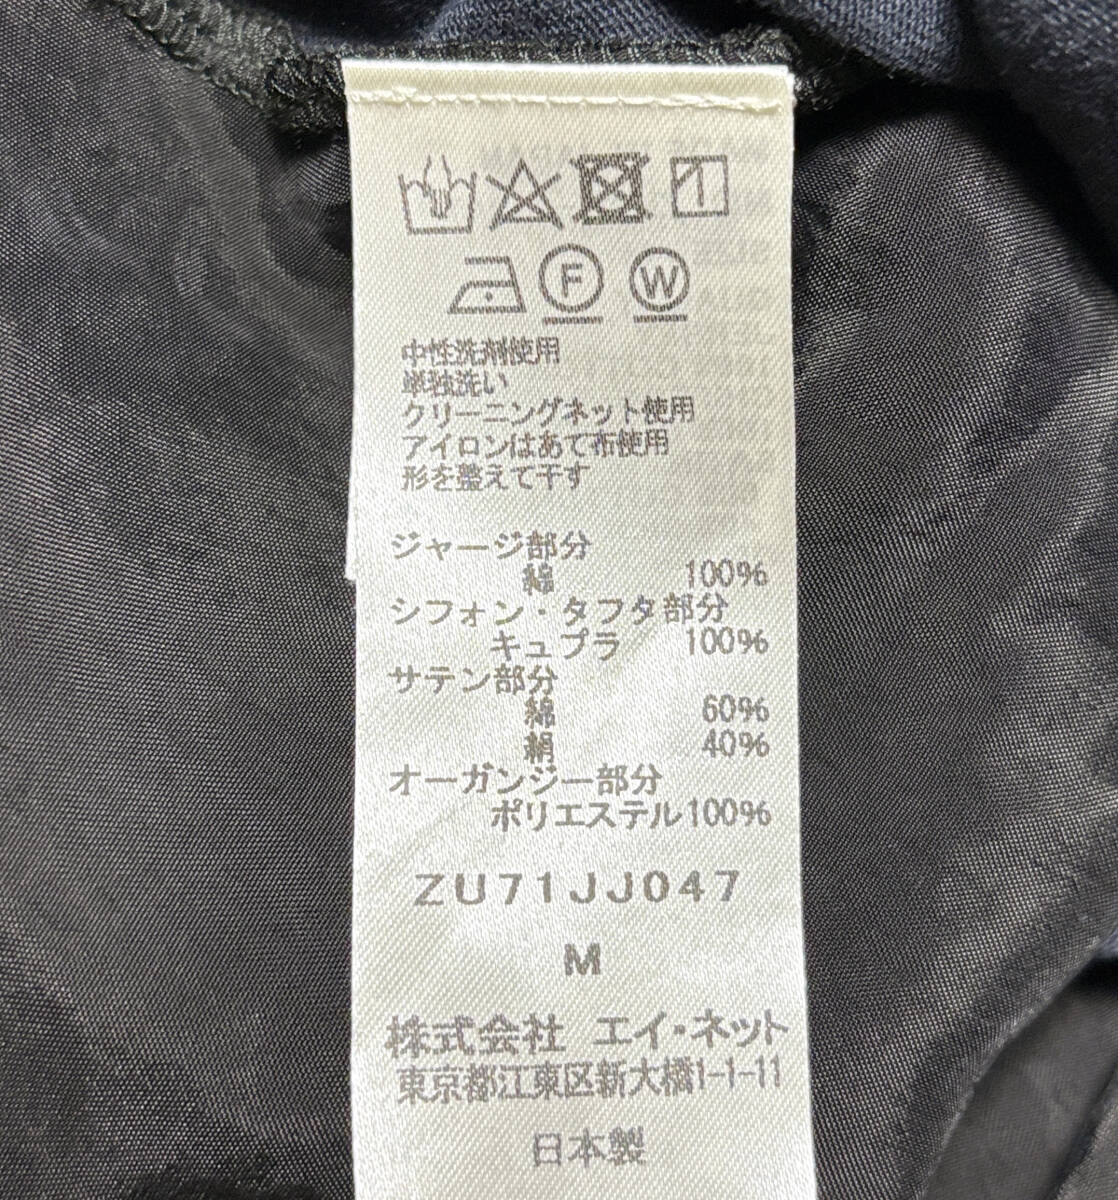 F W
中性洗剤使用
単独洗い
クリーニングネット使用
アイロンはあて布使用
形を整えて干す
ジャージ部分
綿 100%
シフォン・タフタ部分
キュプラ 100%
サテン部分
綿 60%
絹 40%
オーガンジー部分
ポリエステル100%
ZU71JJ047
M
株式会社 エイ・ネット
東京都江東区新大橋1-1-11
日本製